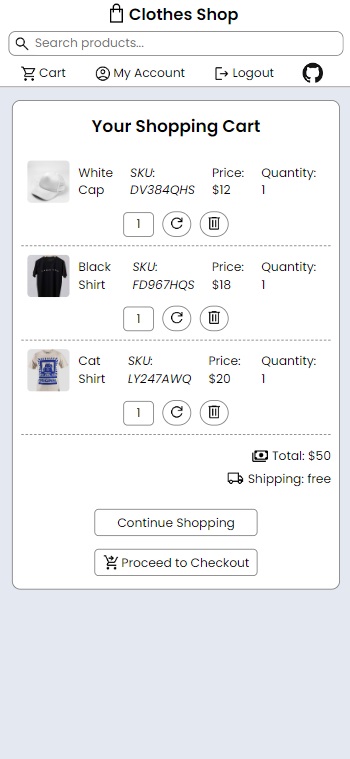 Clothes Shop
Search products...
Cart My Account Logout
Your Shopping Cart
White Cap SKU: DV384QHS Price: $12 Quantity: 1
1
Black Shirt SKU: FD967HQS Price: $18 Quantity: 1
1
Cat Shirt SKU: LY247AWQ Price: $20 Quantity: 1
1
Total: $50
Shipping: free
Continue Shopping
Proceed to Checkout